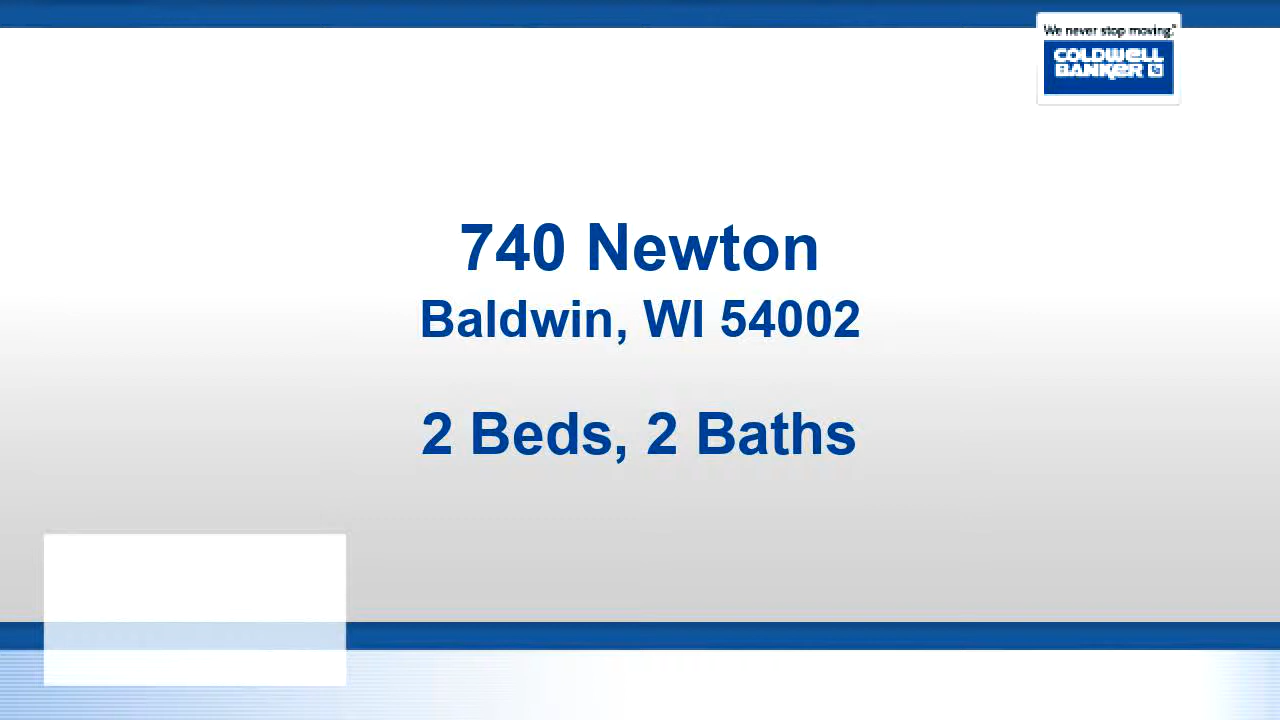 We never stop moving.®
COLDWELL
BANKER
740 Newton
Baldwin, WI 54002
2 Beds, 2 Baths